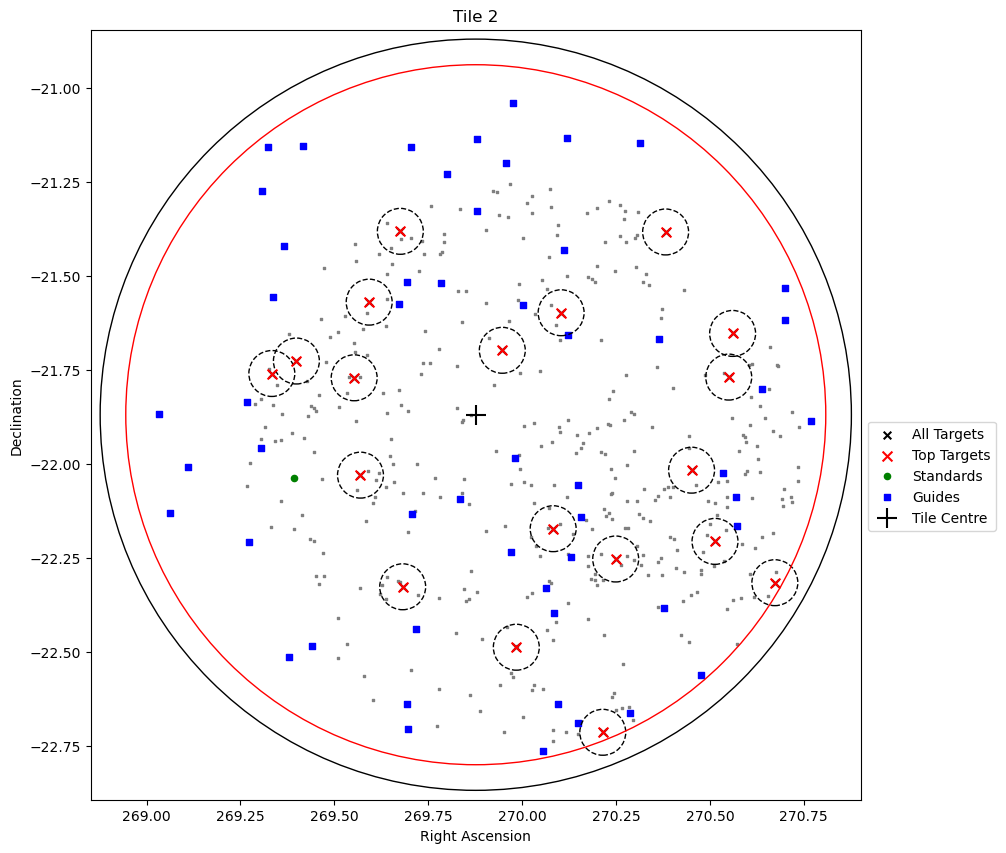 Tile 2
−21.00
−21.25
−21.50
−21.75
−22.00
−22.25
−22.50
−22.75
Declination
269.00 269.25 269.50 269.75 270.00 270.25 270.50 270.75
Right Ascension
All Targets
Top Targets
Standards
Guides
Tile Centre